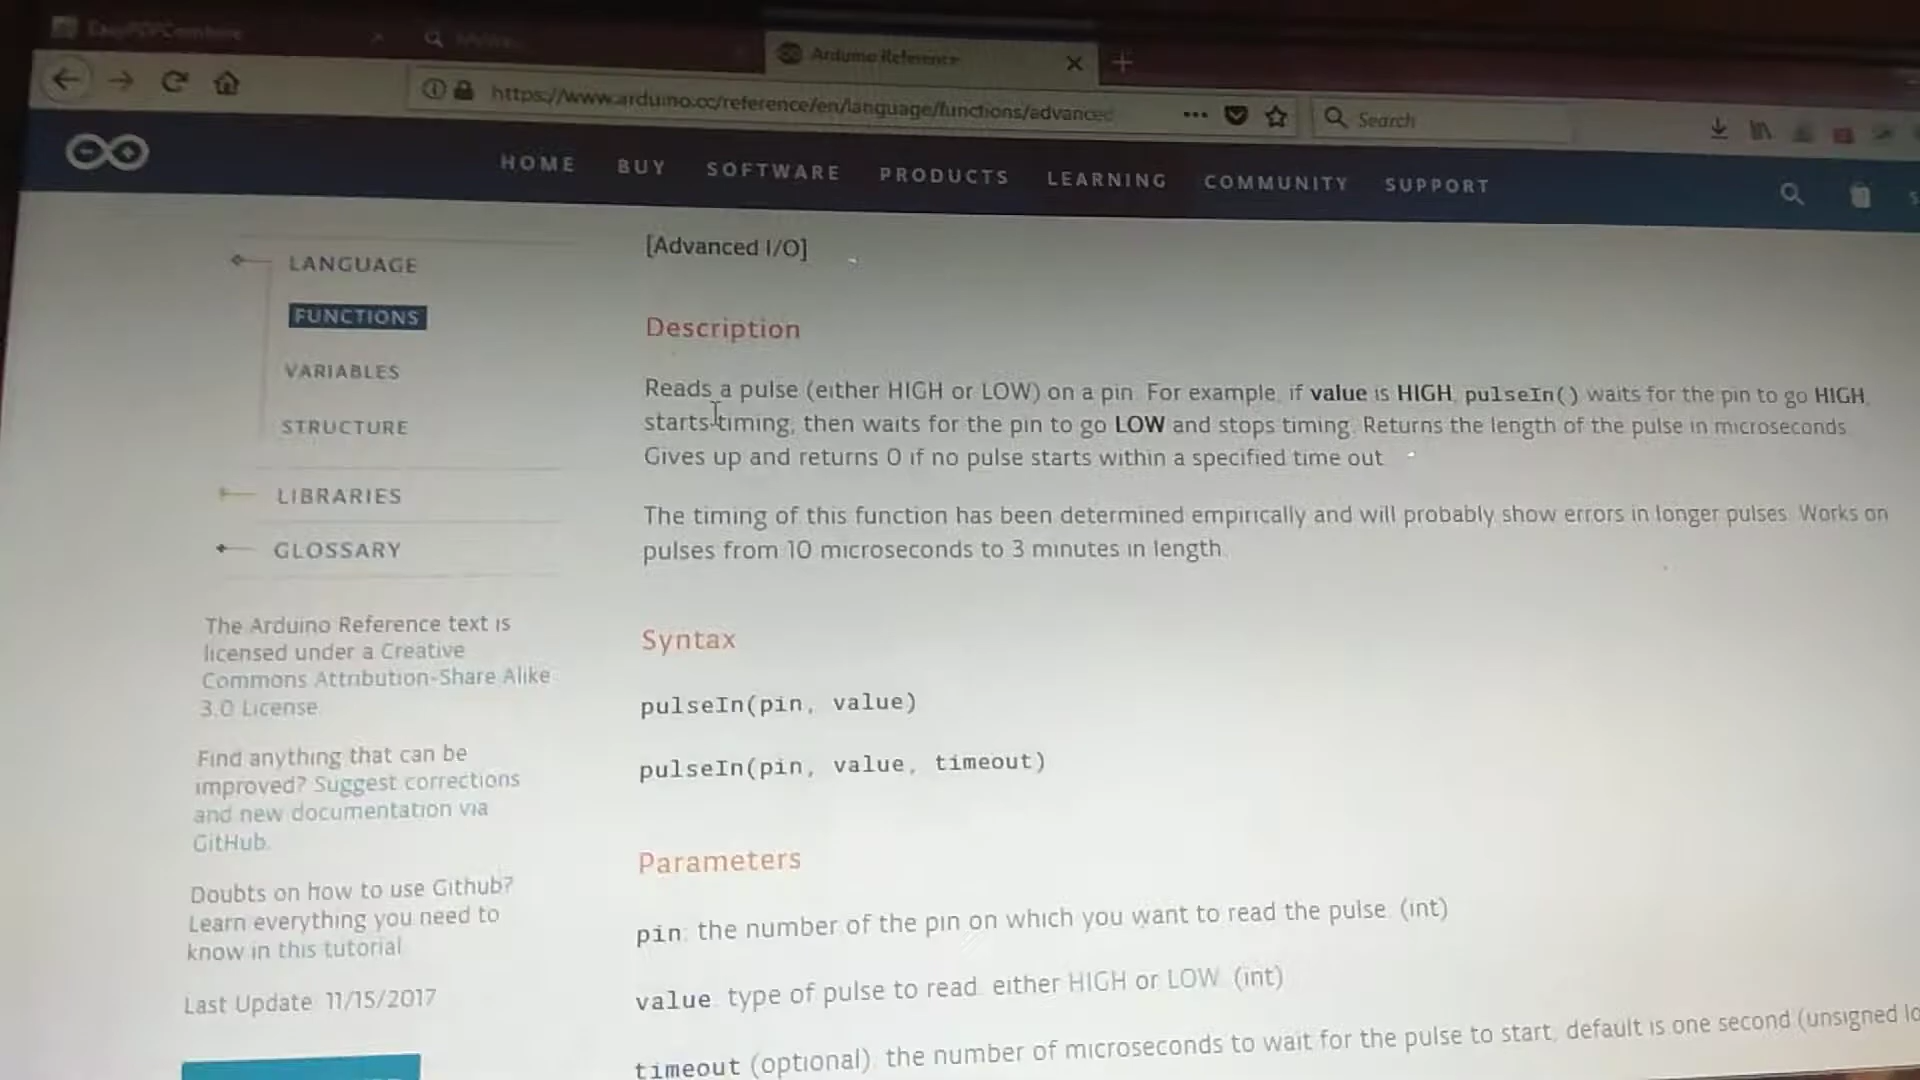 EasyPDFCombine
Arduino Reference
https://www.arduino.cc/reference/en/language/functions/advanced
Search
HOME BUY SOFTWARE PRODUCTS LEARNING COMMUNITY SUPPORT
LANGUAGE
FUNCTIONS
VARIABLES
STRUCTURE
LIBRARIES
GLOSSARY
The Arduino Reference text is
licensed under a Creative
Commons Attribution-Share Alike
3.0 License.
Find anything that can be
improved? Suggest corrections
and new documentation via
GitHub.
Doubts on how to use Github?
Learn everything you need to
know in this tutorial.
Last Update: 11/15/2017
[Advanced I/O]
Description
Reads a pulse (either HIGH or LOW) on a pin. For example, if value is HIGH, pulseIn() waits for the pin to go HIGH,
starts timing, then waits for the pin to go LOW and stops timing. Returns the length of the pulse in microseconds.
Gives up and returns 0 if no pulse starts within a specified time out.
The timing of this function has been determined empirically and will probably show errors in longer pulses. Works on
pulses from 10 microseconds to 3 minutes in length.
Syntax
pulseIn(pin, value)
pulseIn(pin, value, timeout)
Parameters
pin: the number of the pin on which you want to read the pulse. (int)
value: type of pulse to read: either HIGH or LOW. (int)
timeout (optional): the number of microseconds to wait for the pulse to start; default is one second (unsigned lo